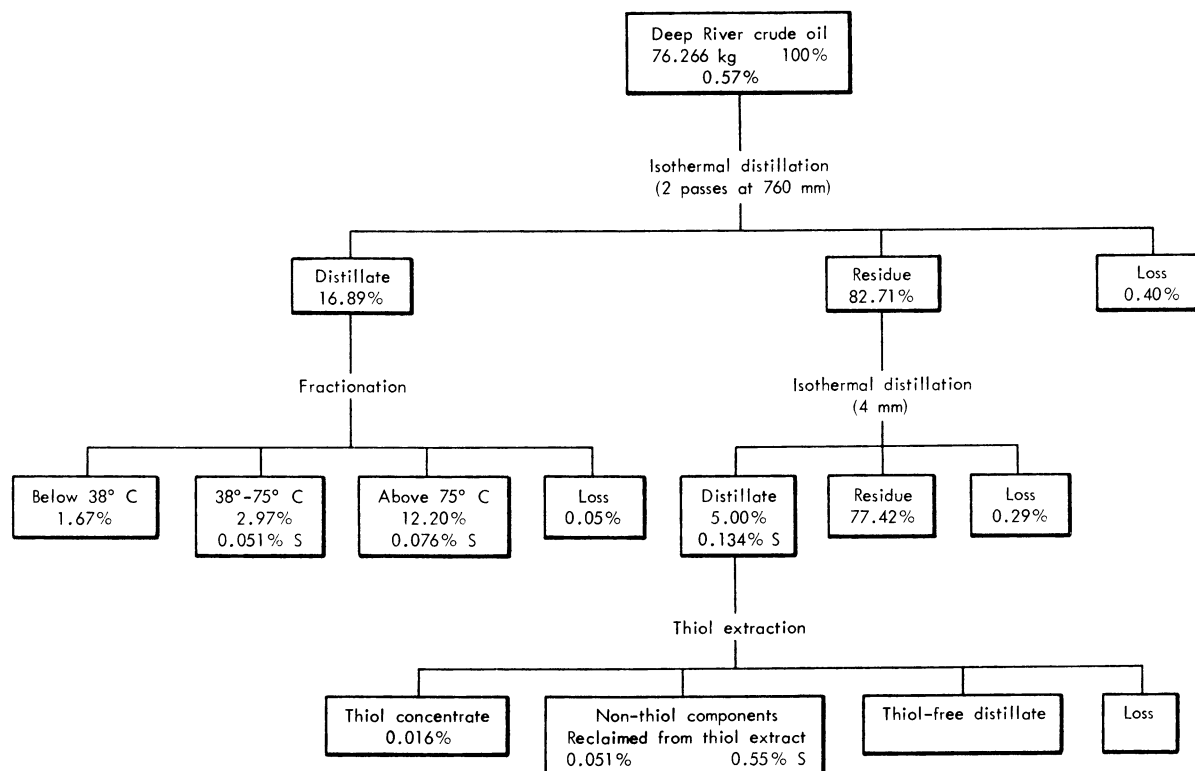 Deep River crude oil
76.266 kg 100%
0.57%
Isothermal distillation
(2 passes at 760 mm)
Distillate
16.89%
Residue
82.71%
Loss
0.40%
Fractionation
Isothermal distillation
(4 mm)
Below 38° C
1.67%
38°-75° C
2.97%
0.051% S
Above 75° C
12.20%
0.076% S
Loss
0.05%
Distillate
5.00%
0.134% S
Residue
77.42%
Loss
0.29%
Thiol extraction
Thiol concentrate
0.016%
Non-thiol components
Reclaimed from thiol extract
0.051% 0.55% S
Thiol-free distillate
Loss